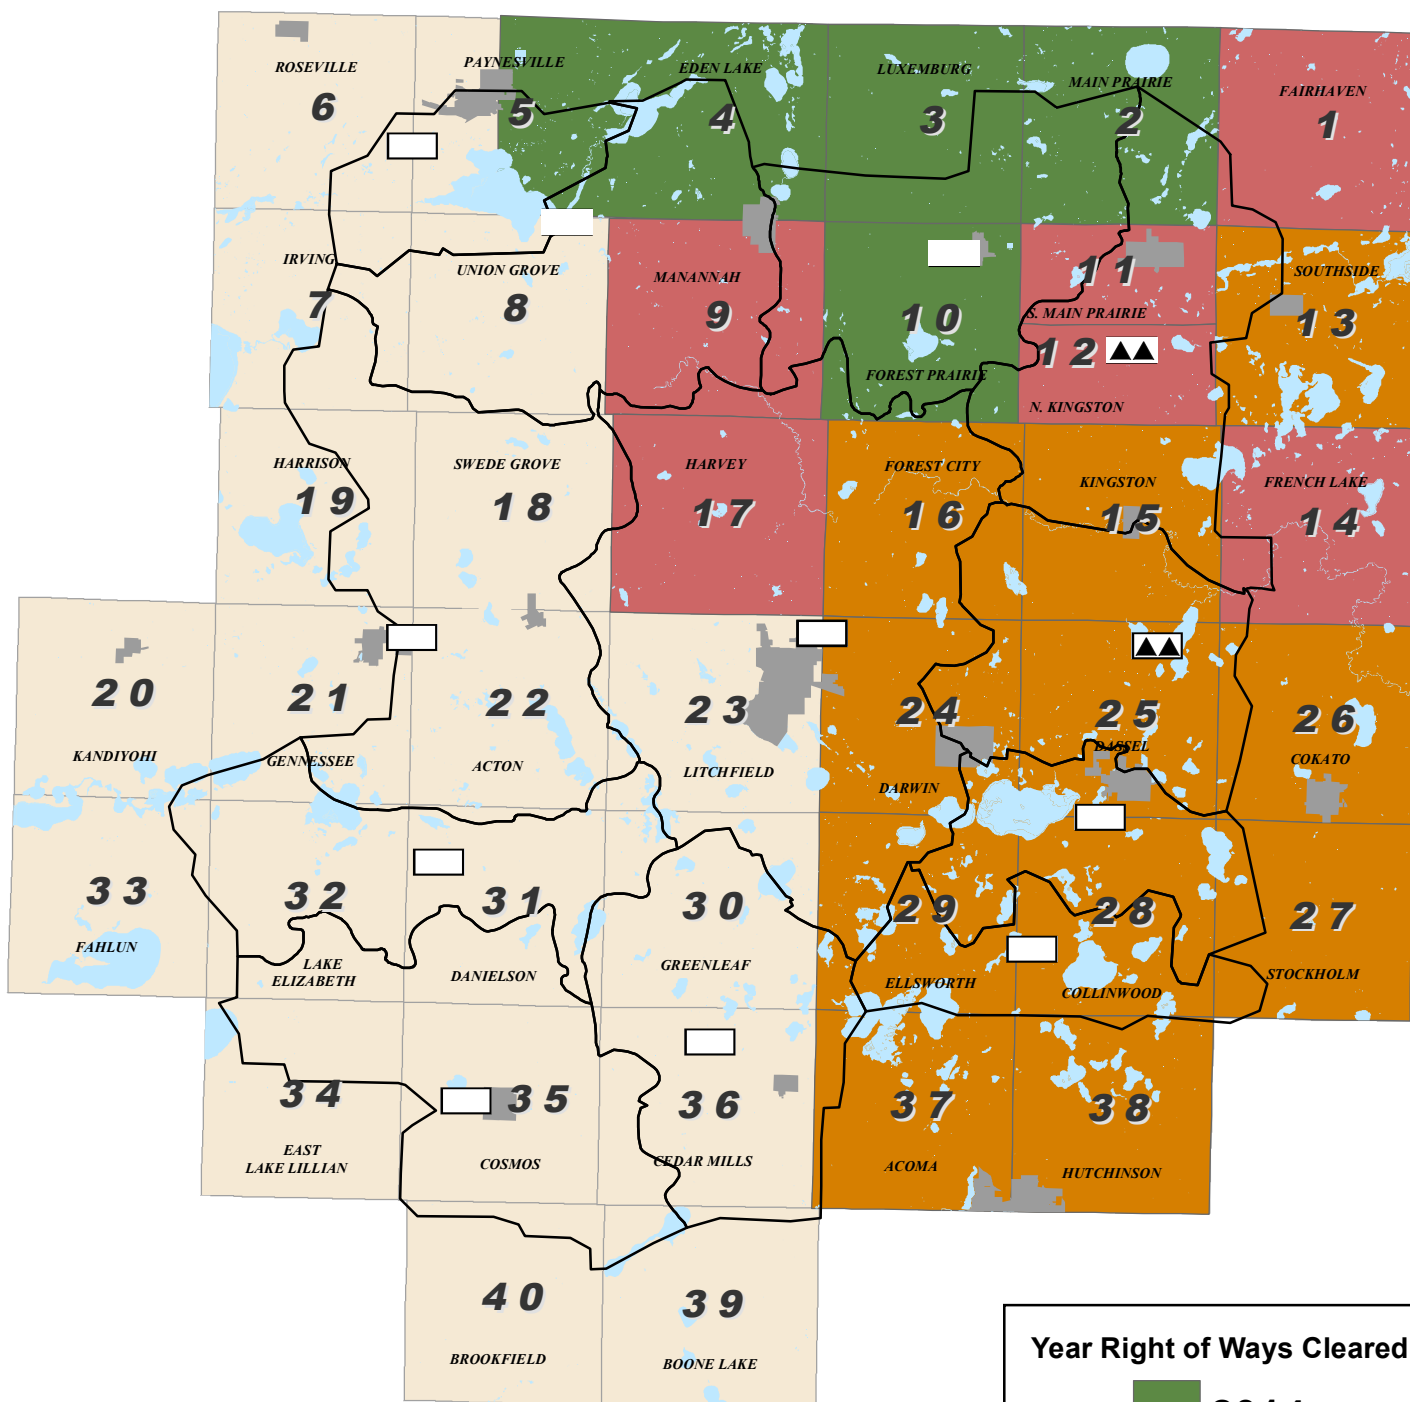 ROSEVILLE
6
PAYNESVILLE
5
EDEN LAKE
4
LUXEMBURG
3
MAIN PRAIRIE
2
FAIRHAVEN
1
IRVING
7
UNION GROVE
8
MANANNAH
9
10
FOREST PRAIRIE
11
S. MAIN PRAIRIE
12
N. KINGSTON
SOUTHSIDE
13
HARRISON
19
SWEDE GROVE
18
HARVEY
17
FOREST CITY
16
KINGSTON
15
FRENCH LAKE
14
20
KANDIYOHI
21
GENNESSEE
22
ACTON
23
LITCHFIELD
24
DARWIN
25
DASSEL
26
COKATO
33
FAHLUN
32
LAKE
ELIZABETH
31
DANIELSON
30
GREENLEAF
29
ELLSWORTH
28
COLLINWOOD
27
STOCKHOLM
34
EAST
LAKE LILLIAN
35
COSMOS
36
CEDAR MILLS
37
ACOMA
38
HUTCHINSON
40
BROOKFIELD
39
BOONE LAKE
Year Right of Ways Cleared